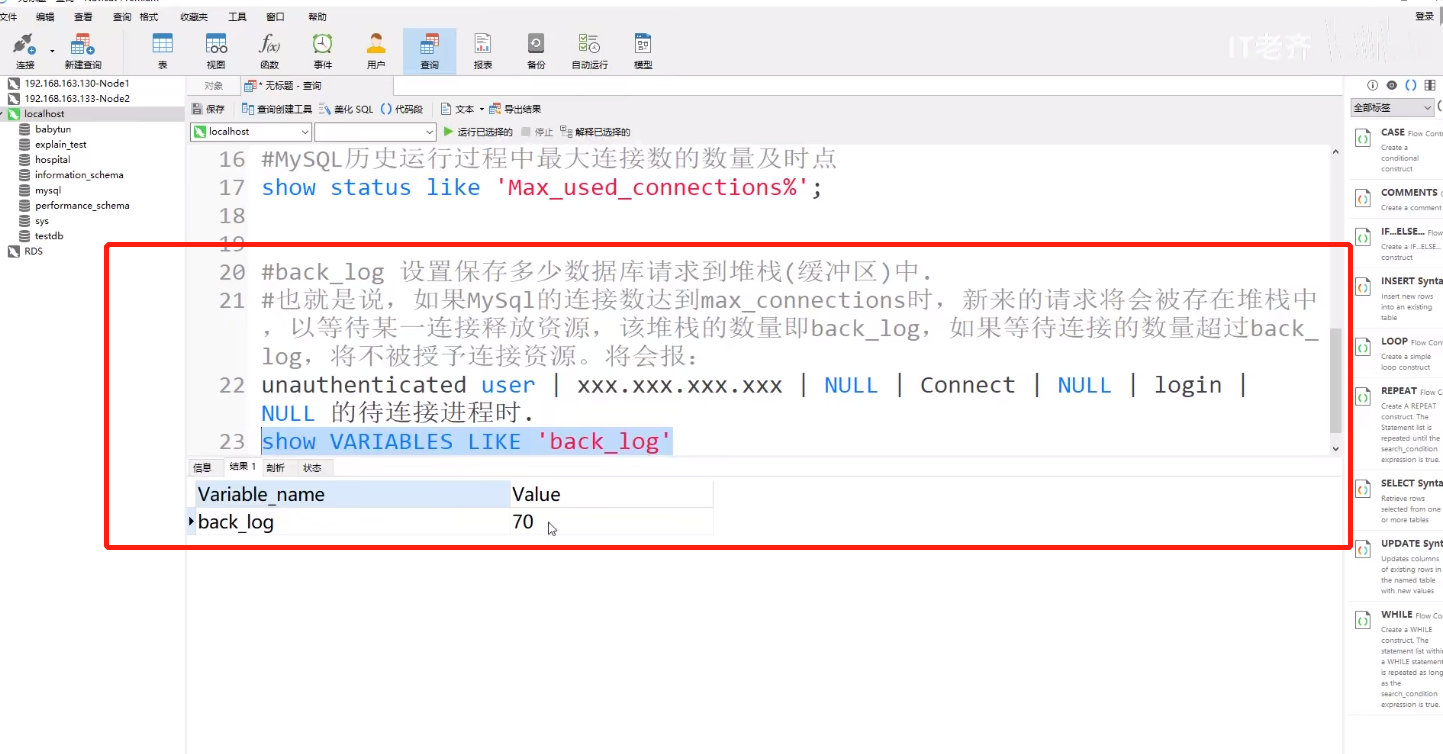 文件 编辑 查看 查询 格式 收藏夹 工具 窗口 帮助 登录
连接 新建查询 表 视图 函数 事件 用户 查询 报表 备份 自动运行 模型
IT老齐
192.168.163.130-Node1
192.168.163.133-Node2
localhost
babytun
explain_test
hospital
information_schema
mysql
performance_schema
sys
testdb
RDS
对象 * 无标题 - 查询
保存 查询创建工具 美化 SQL () 代码段 文本 导出结果
localhost 运行已选择的 停止 解释已选择的
16 #MySQL历史运行过程中最大连接数的数量及时点
17 show status like 'Max_used_connections%';
18
19
20 #back_log 设置保存多少数据库请求到堆栈(缓冲区)中.
21 #也就是说，如果MySql的连接数达到max_connections时，新来的请求将会被存在堆栈中
，以等待某一连接释放资源，该堆栈的数量即back_log，如果等待连接的数量超过back_
log，将不被授予连接资源。将会报：
22 unauthenticated user | xxx.xxx.xxx.xxx | NULL | Connect | NULL | login |
NULL 的待连接进程时.
23 show VARIABLES LIKE 'back_log'
信息 结果 1 剖析 状态
Variable_name Value
back_log 70
全部标签
CASE Flow Cont
Create a
conditional
construct
COMMENTS
Create a comment
IF...ELSE... Flow
Create a IF...ELSE...
construct
INSERT Synta
Insert new rows
into an existing
table
LOOP Flow Con
Create a simple
loop construct
REPEAT Flow C
Create A REPEAT
construct. The
Statement list is
repeated until the
search_condition
expression is true.
SELECT Synta
Retrieve rows
selected from one
or more tables
UPDATE Synt
Updates columns
of existing rows in
the named table
with new values
WHILE Flow Co
Create a WHILE
construct. The
statement list withi
a WHILE statement
is repeated as long
as the
search_condition
expression is true.